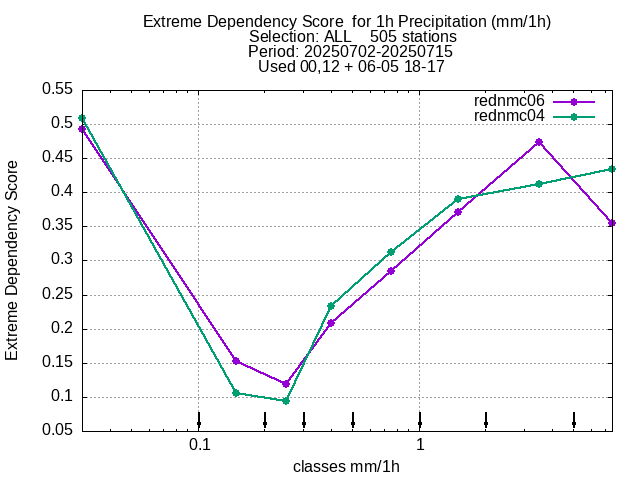 Extreme Dependency Score  for 1h Precipitation (mm/1h)
Selection: ALL    505 stations
Period: 20250702-20250715
Used 00,12 + 06-05 18-17
rednmc06
rednmc04
0.55
0.5
0.45
0.4
0.35
0.3
0.25
0.2
0.15
0.1
0.05
Extreme Dependency Score
0.1
1
classes mm/1h